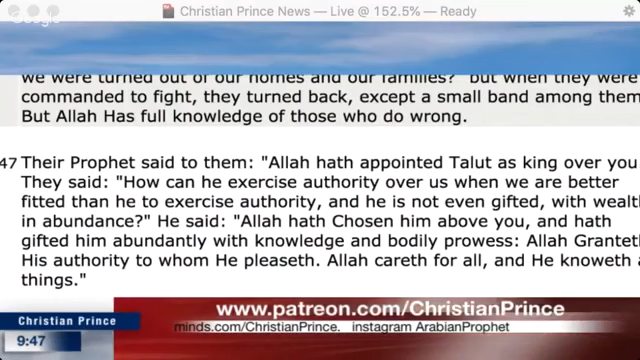 Christian Prince News — Live @ 152.5% — Ready
Google
we were turned out of our homes and our families?" but when they were
commanded to fight, they turned back, except a small band among them
But Allah Has full knowledge of those who do wrong.
47 Their Prophet said to them: "Allah hath appointed Talut as king over you
They said: "How can he exercise authority over us when we are better
fitted than he to exercise authority, and he is not even gifted, with wealt
in abundance?" He said: "Allah hath Chosen him above you, and hath
gifted him abundantly with knowledge and bodily prowess: Allah Grantet
His authority to whom He pleaseth. Allah careth for all, and He knoweth a
things."
www.patreon.com/ChristianPrince
Christian Prince minds.com/ChristianPrince. instagram ArabianProphet
9:47